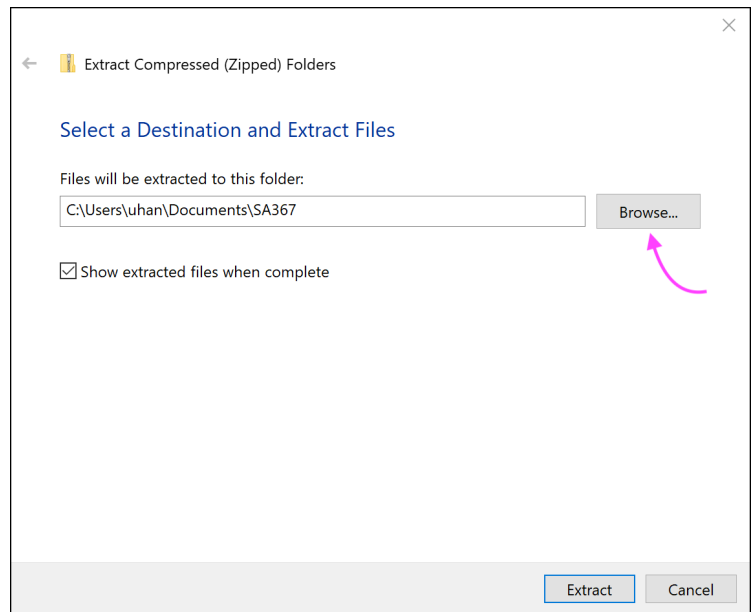 Extract Compressed (Zipped) Folders
Select a Destination and Extract Files
Files will be extracted to this folder:
C:\Users\uhan\Documents\SA367
Browse...
Show extracted files when complete
Extract
Cancel